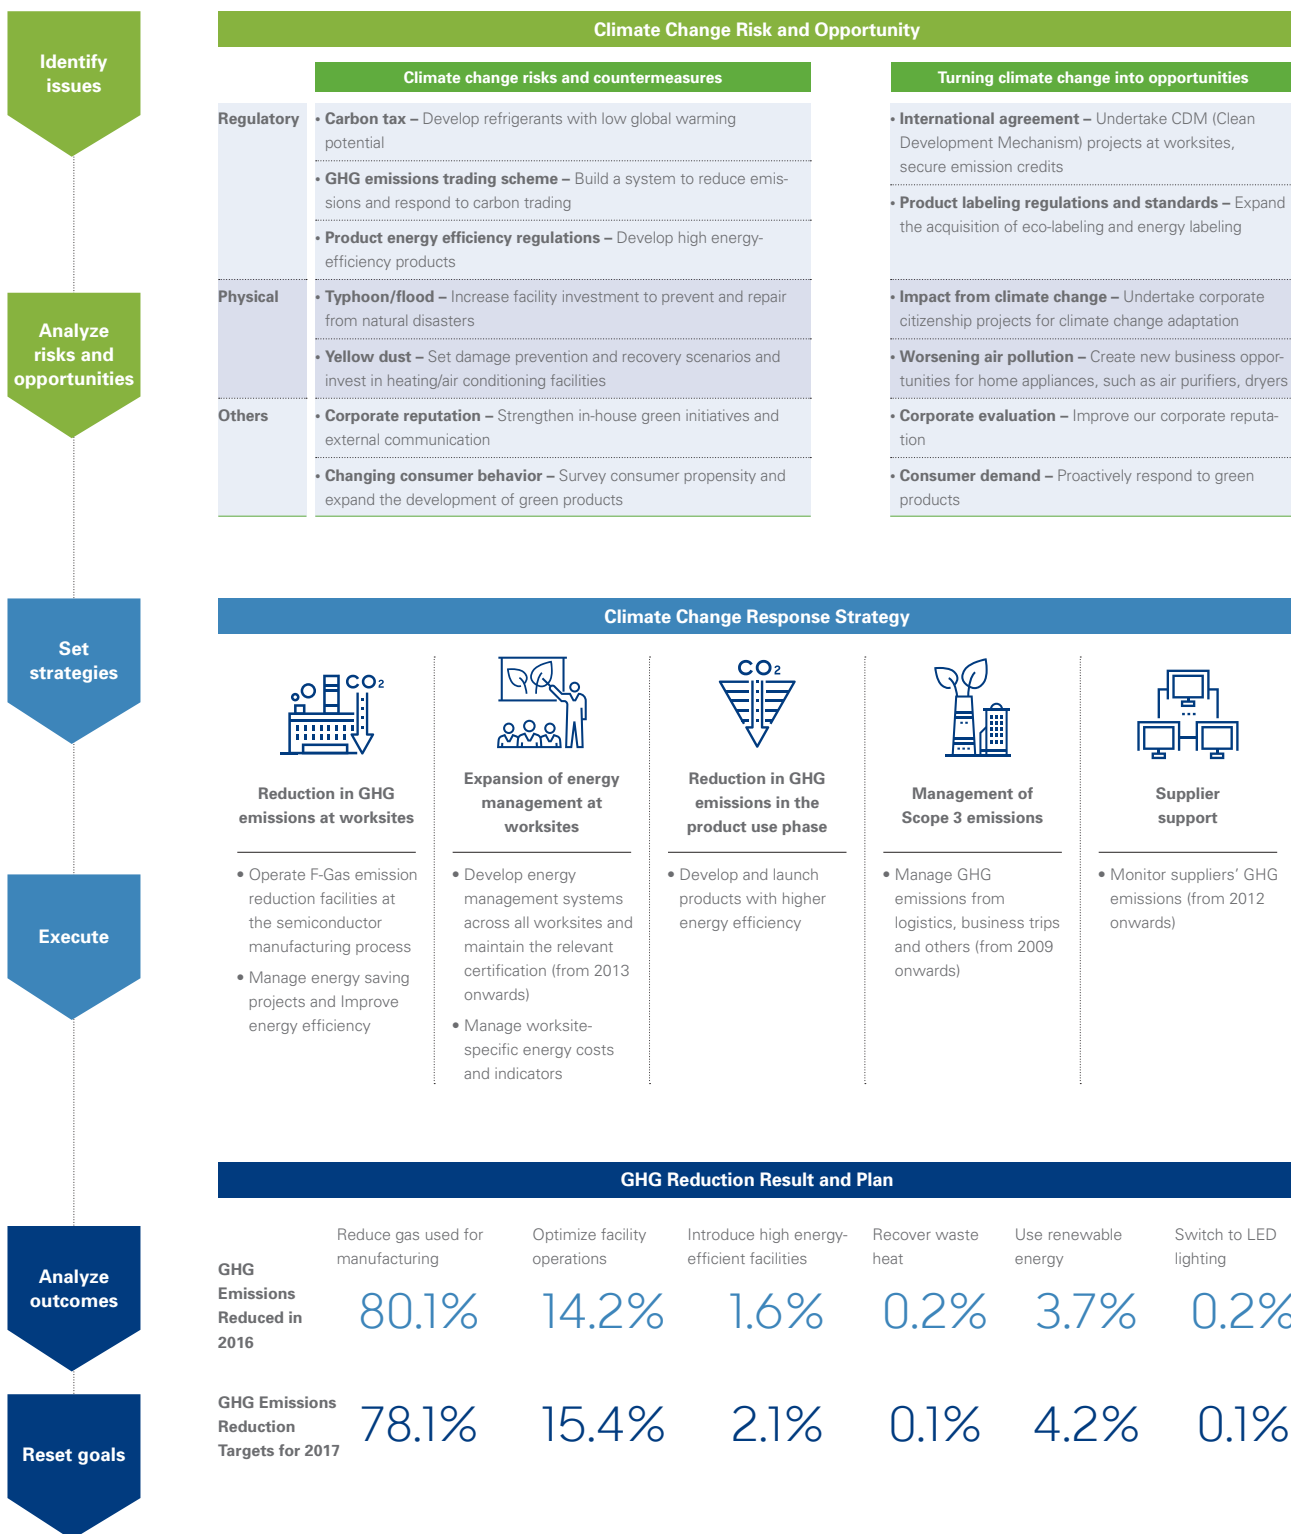 Identify
issues
Analyze
risks and
opportunities
Set
strategies
Execute
Analyze
outcomes
Reset goals
Climate Change Risk and Opportunity
Climate change risks and countermeasures
Turning climate change into opportunities
Regulatory
• Carbon tax – Develop refrigerants with low global warming
potential
• GHG emissions trading scheme – Build a system to reduce emis-
sions and respond to carbon trading
• Product energy efficiency regulations – Develop high energy-
efficiency products
• International agreement – Undertake CDM (Clean
Development Mechanism) projects at worksites,
secure emission credits
• Product labeling regulations and standards – Expand
the acquisition of eco-labeling and energy labeling
Physical
• Typhoon/flood – Increase facility investment to prevent and repair
from natural disasters
• Yellow dust – Set damage prevention and recovery scenarios and
invest in heating/air conditioning facilities
• Impact from climate change – Undertake corporate
citizenship projects for climate change adaptation
• Worsening air pollution – Create new business oppor-
tunities for home appliances, such as air purifiers, dryers
Others
• Corporate reputation – Strengthen in-house green initiatives and
external communication
• Changing consumer behavior – Survey consumer propensity and
expand the development of green products
• Corporate evaluation – Improve our corporate reputa-
tion
• Consumer demand – Proactively respond to green
products
Climate Change Response Strategy
CO2
Reduction in GHG
emissions at worksites
• Operate F-Gas emission
reduction facilities at
the semiconductor
manufacturing process
• Manage energy saving
projects and Improve
energy efficiency
Expansion of energy
management at
worksites
• Develop energy
management systems
across all worksites and
maintain the relevant
certification (from 2013
onwards)
• Manage worksite-
specific energy costs
and indicators
CO2
Reduction in GHG
emissions in the
product use phase
• Develop and launch
products with higher
energy efficiency
Management of
Scope 3 emissions
• Manage GHG
emissions from
logistics, business trips
and others (from 2009
onwards)
Supplier
support
• Monitor suppliers' GHG
emissions (from 2012
onwards)
GHG Reduction Result and Plan
Reduce gas used for
manufacturing
Optimize facility
operations
Introduce high energy-
efficient facilities
Recover waste
heat
Use renewable
energy
Switch to LED
lighting
GHG
Emissions
Reduced in
2016
80.1% 14.2% 1.6% 0.2% 3.7% 0.2%
GHG Emissions
Reduction
Targets for 2017
78.1% 15.4% 2.1% 0.1% 4.2% 0.1%